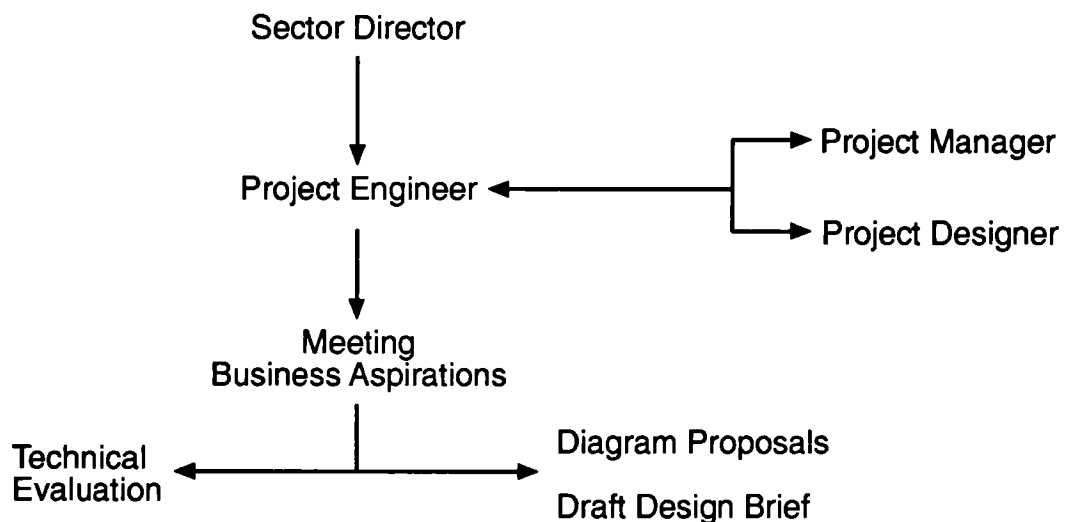 Sector Director
Project Manager
Project Engineer
Project Designer
Meeting
Business Aspirations
Technical
Evaluation
Diagram Proposals
Draft Design Brief